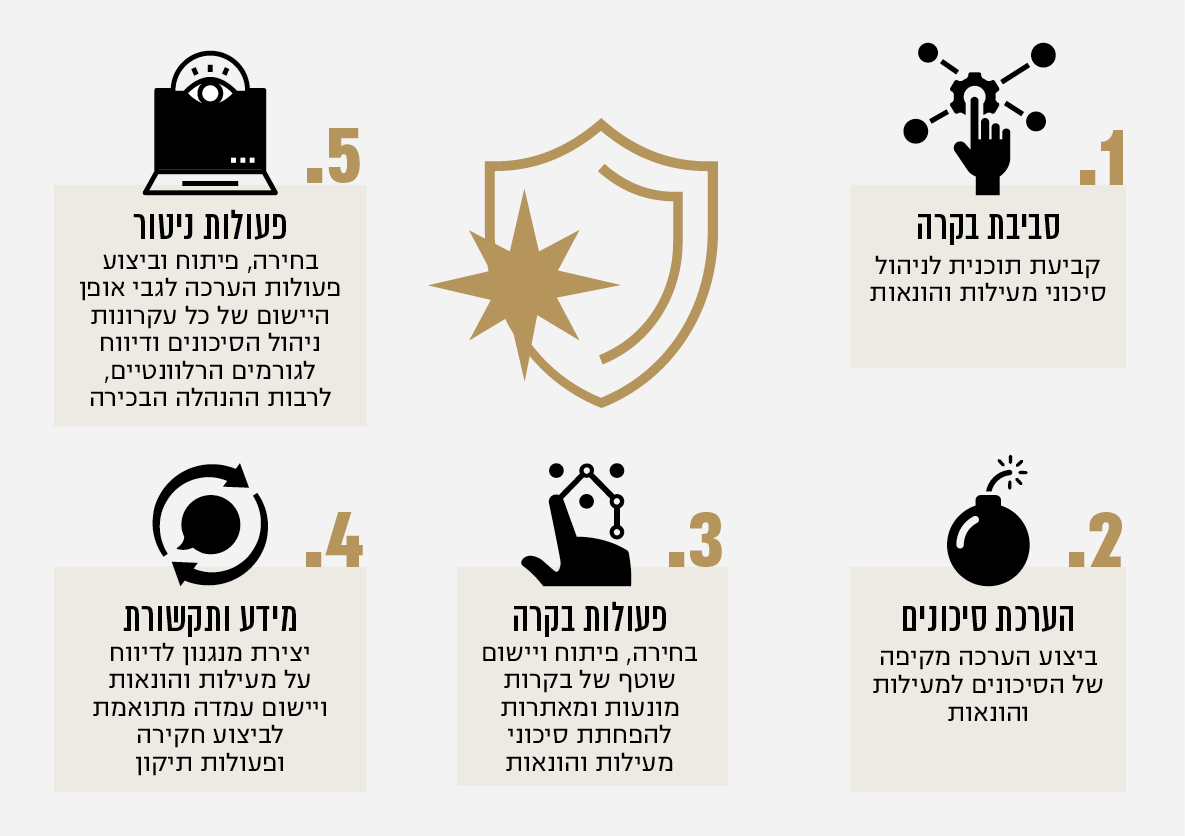 1.
סביבת בקרה
קביעת תוכנית לניהול
סיכוני מעילות והונאות
2.
הערכת סיכונים
ביצוע הערכה מקיפה
של הסיכונים למעילות
והונאות
3.
פעולות בקרה
בחירה, פיתוח ויישום
שוטף של בקרות
מונעות ומאתרות
להפחתת סיכוני
מעילות והונאות
4.
מידע ותקשורת
יצירת מנגנון לדיווח
על מעילות והונאות
ויישום עמדה מתואמת
לביצוע חקירה
ופעולות תיקון
5.
פעולות ניטור
בחירה, פיתוח וביצוע
פעולות הערכה לגבי אופן
היישום של כל עקרונות
ניהול הסיכונים ודיווח
לגורמים הרלוונטיים,
לרבות ההנהלה הבכירה